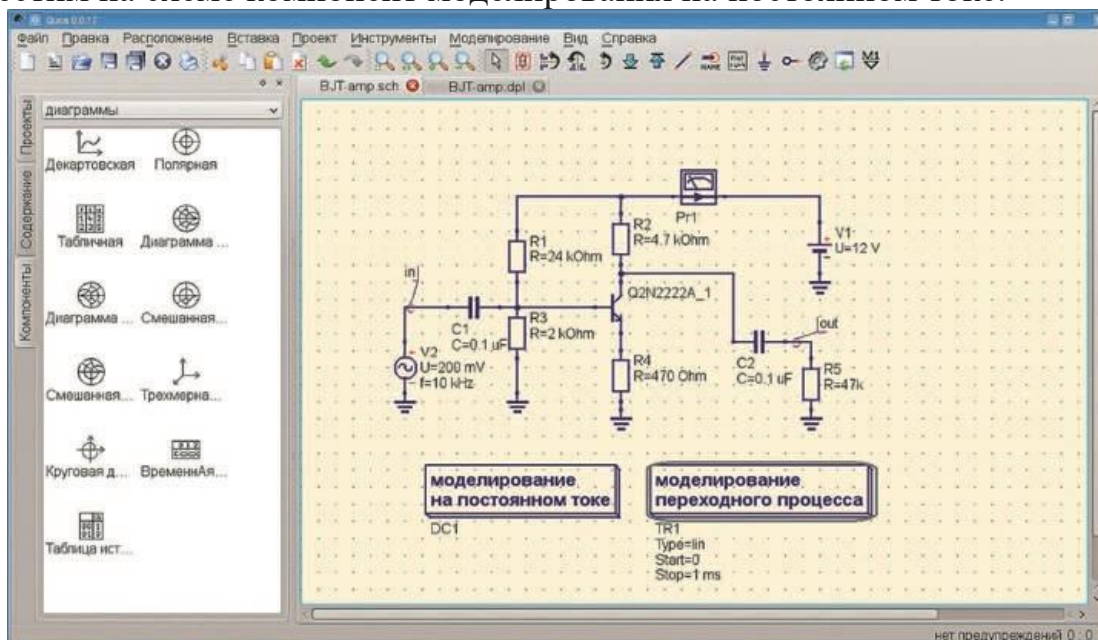 Qucs 0.0.17
Файл Правка Расположение Вставка Проект Инструменты Моделирование Вид Справка
BJT-amp.sch BJT-amp.dpl
Проекты
Содержание
Компоненты
диаграммы
Декартовская Полярная
Табличная Диаграмма ...
Диаграмма ... Смешанная...
Смешанная... Трехмерна...
Круговая д... ВременнАя...
Таблица ист...
Pr1
R1
R=24 kOhm
R2
R=4.7 kOhm
V1
U=12 V
in
Q2N2222A_1
C1
C=0.1 uF
R3
R=2 kOhm
out
V2
U=200 mV
f=10 kHz
R4
R=470 Ohm
C2
C=0.1 uF
R5
R=47k
моделирование
на постоянном токе
DC1
моделирование
переходного процесса
TR1
Type=lin
Start=0
Stop=1 ms
нет предупреждений 0 : 0